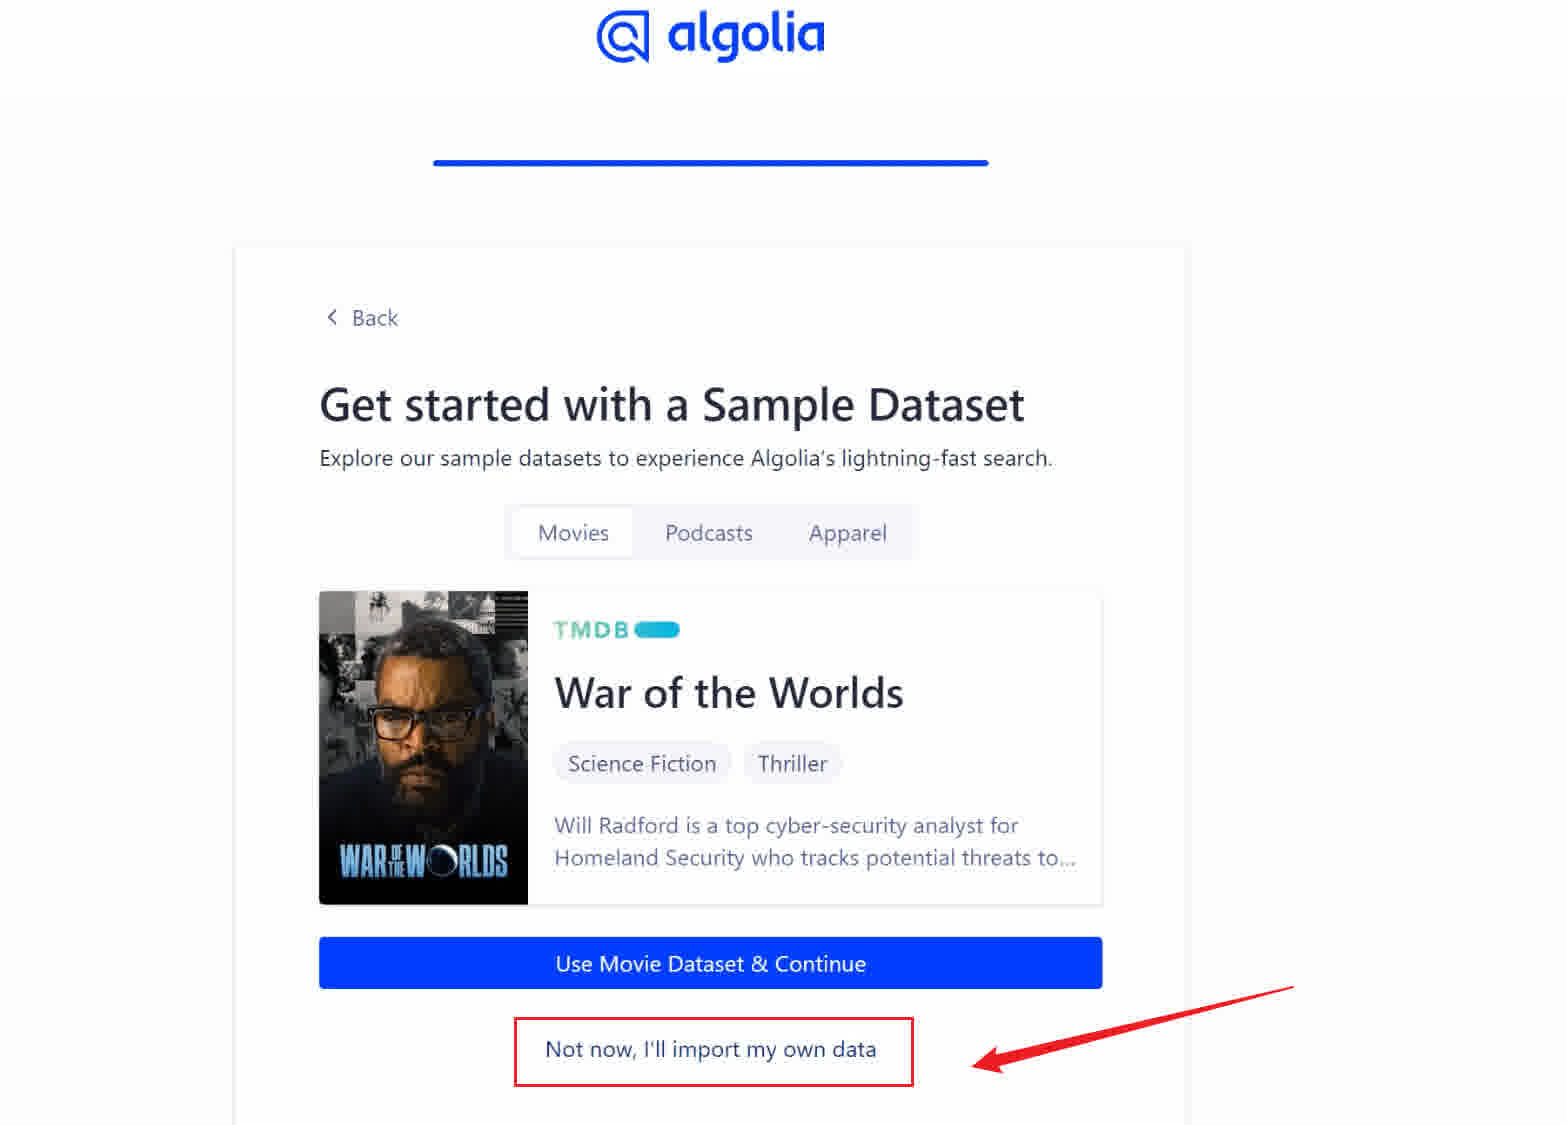 algolia
Back
Get started with a Sample Dataset
Explore our sample datasets to experience Algolia's lightning-fast search.
Movies Podcasts Apparel
TMDB
War of the Worlds
Science Fiction Thriller
Will Radford is a top cyber-security analyst for
Homeland Security who tracks potential threats to...
WAR OF THE WORLDS
Use Movie Dataset & Continue
Not now, I'll import my own data